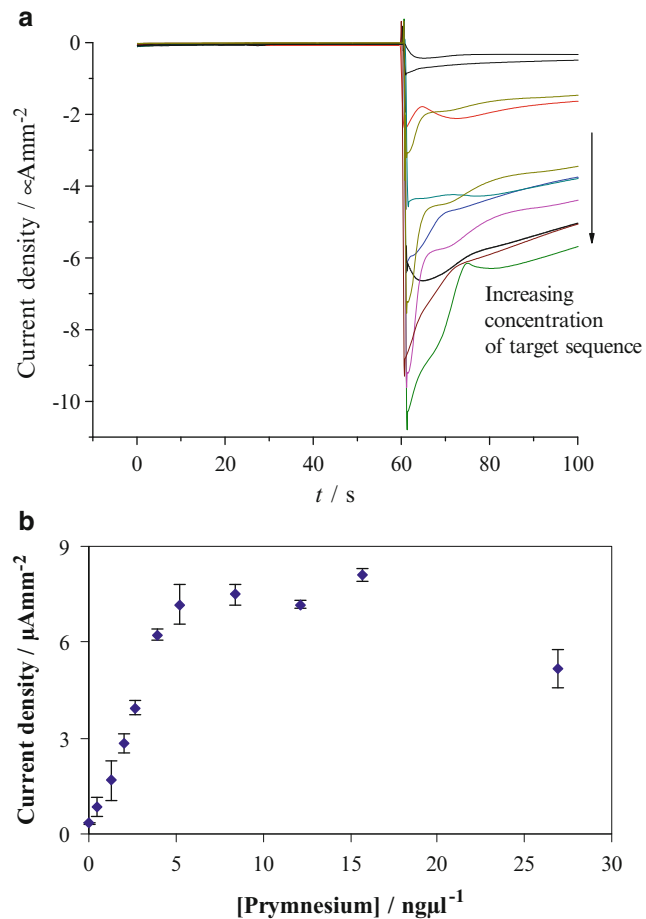 a
0
-2
-4
-6
-8
-10
Current density / ∝Amm⁻²
Increasing
concentration
of target sequence
0 20 40 60 80 100
t / s
b
9
6
3
0
Current density / µAmm⁻²
0 5 10 15 20 25 30
[Prymnesium] / ngµl⁻¹